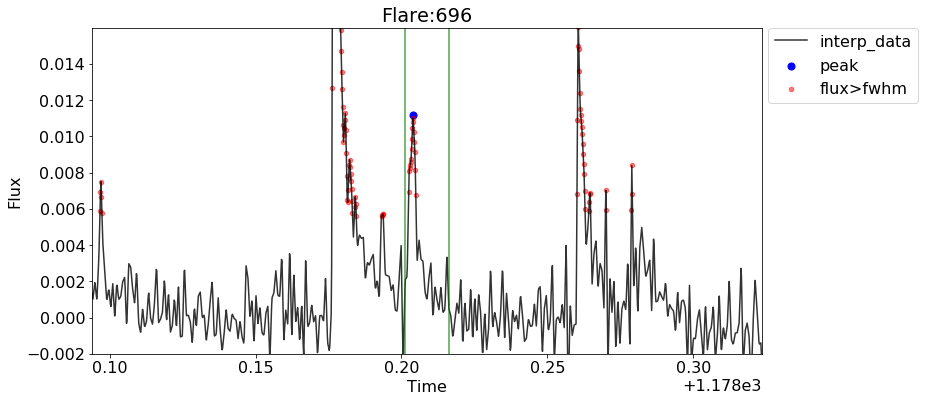 Flare:696
interp_data
peak
flux>fwhm
Flux
0.014
0.012
0.010
0.008
0.006
0.004
0.002
0.000
−0.002
0.10 0.15 0.20 0.25 0.30
Time
+1.178e3